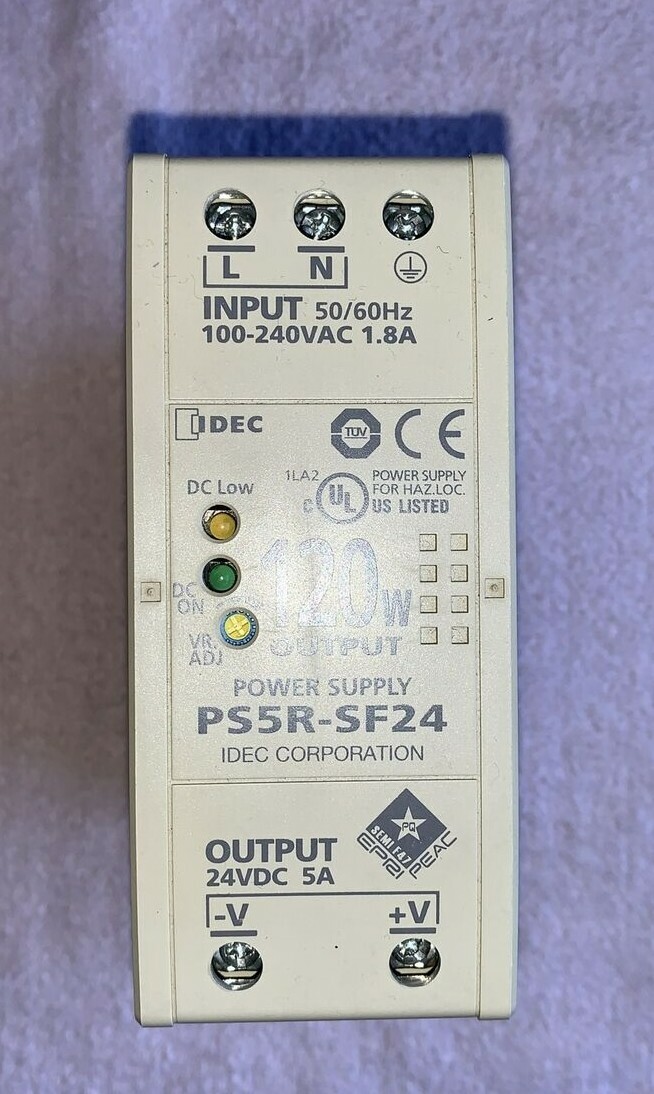 L N
INPUT 50/60Hz
100-240VAC 1.8A
IDEC
TUV
CE
1LA2
c UL US LISTED
POWER SUPPLY
FOR HAZ.LOC.
DC Low
DC
ON
VR.
ADJ
120W
OUTPUT
POWER SUPPLY
PS5R-SF24
IDEC CORPORATION
PQ
SEMI F47
EPRI PEAC
OUTPUT
24VDC 5A
-V +V